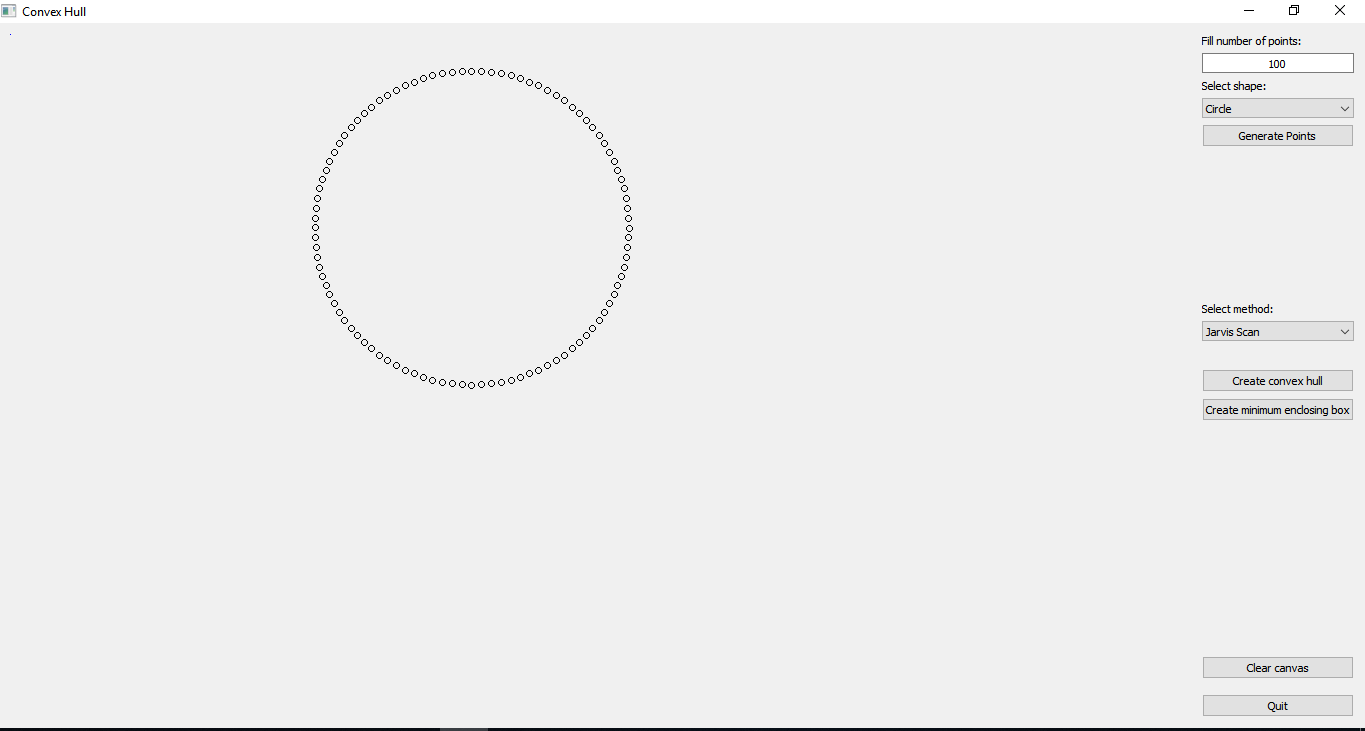 Convex Hull
Fill number of points:
100
Select shape:
Circle
Generate Points
Select method:
Jarvis Scan
Create convex hull
Create minimum enclosing box
Clear canvas
Quit